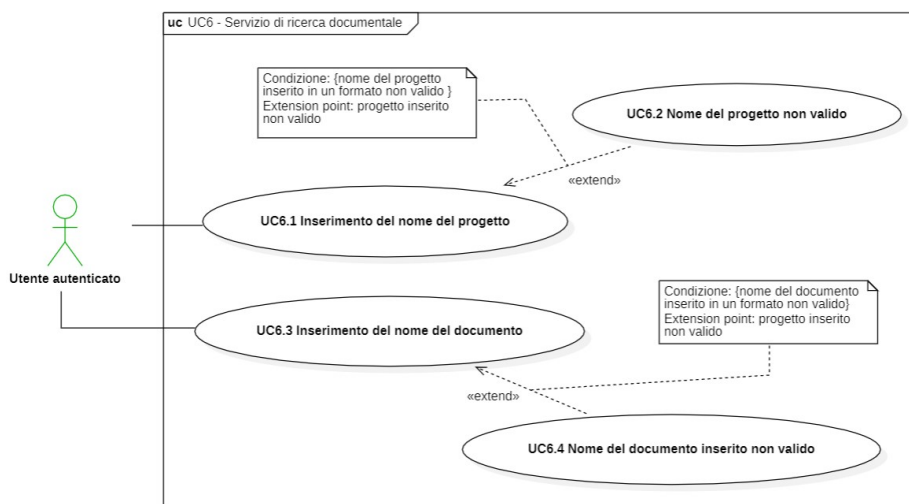 uc UC6 - Servizio di ricerca documentale
Condizione: {nome del progetto
inserito in un formato non valido }
Extension point: progetto inserito
non valido
UC6.2 Nome del progetto non valido
«extend»
UC6.1 Inserimento del nome del progetto
Utente autenticato
Condizione: {nome del documento
inserito in un formato non valido}
Extension point: progetto inserito
non valido
UC6.3 Inserimento del nome del documento
«extend»
UC6.4 Nome del documento inserito non valido